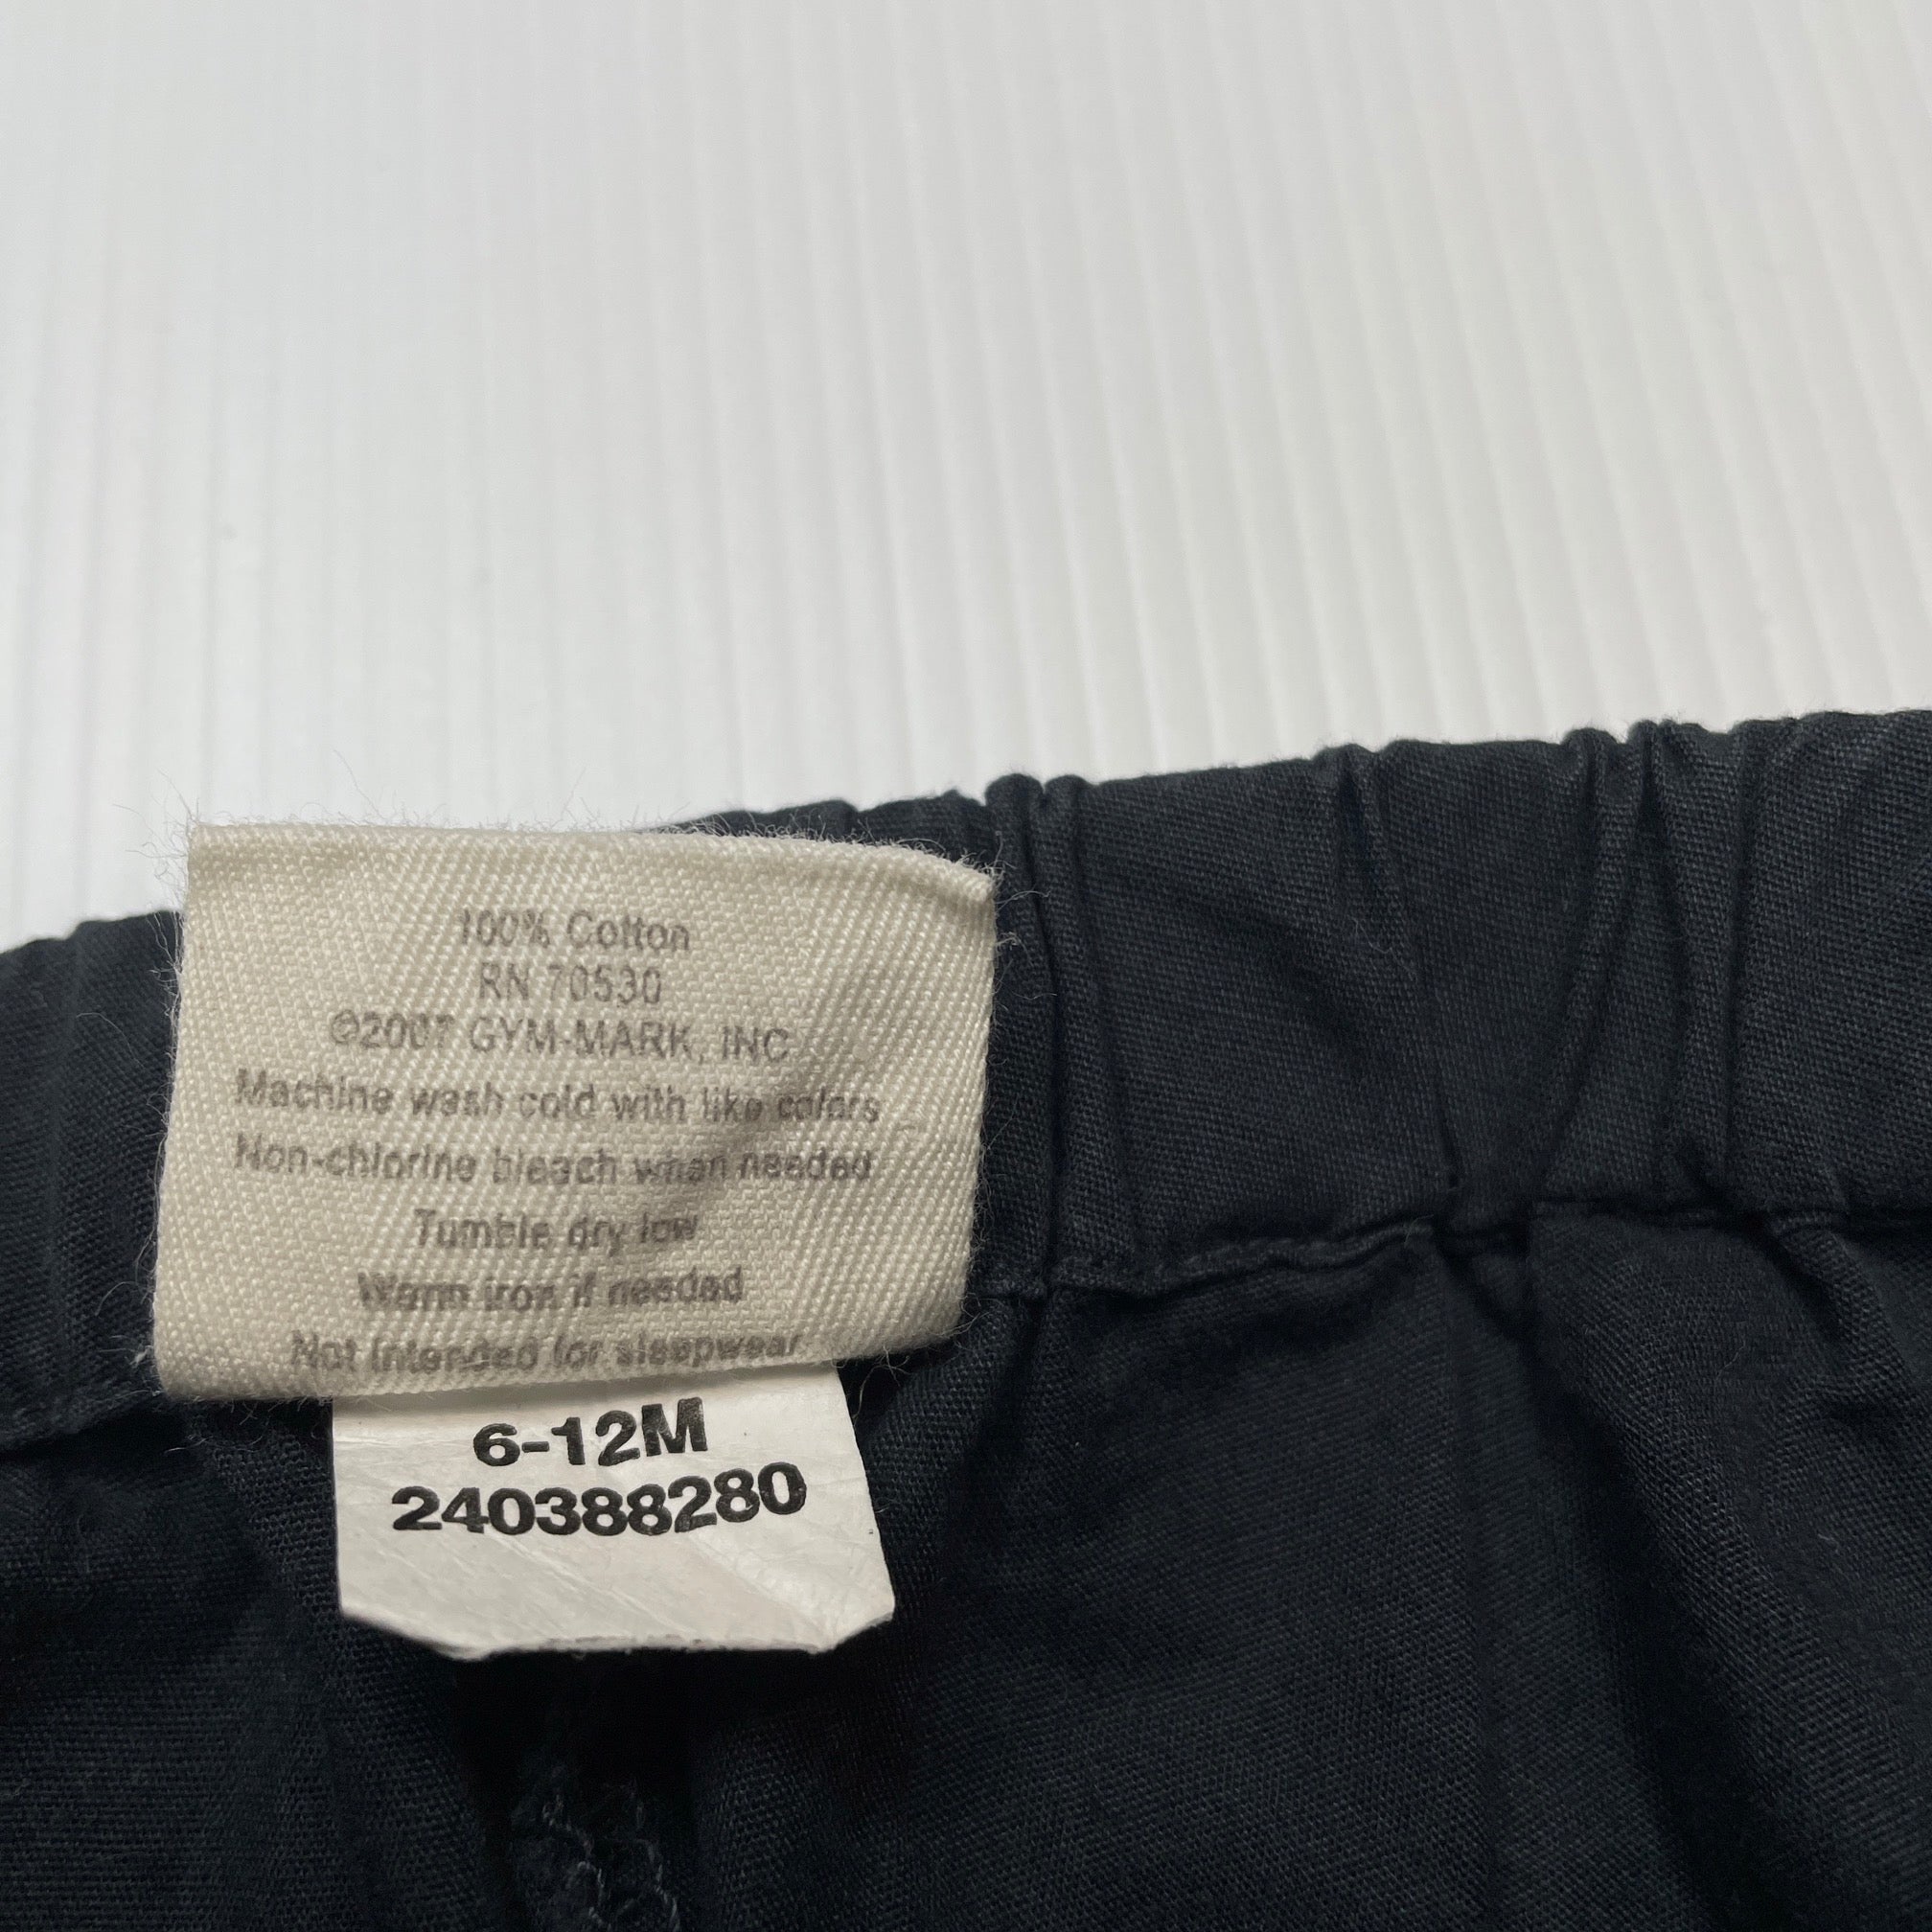 100% Cotton
RN 70530
©2007 GYM-MARK, INC
Machine wash cold with like colors
Non-chlorine bleach when needed
Tumble dry low
Warm iron if needed
Not intended for sleepwear
6-12M
240388280